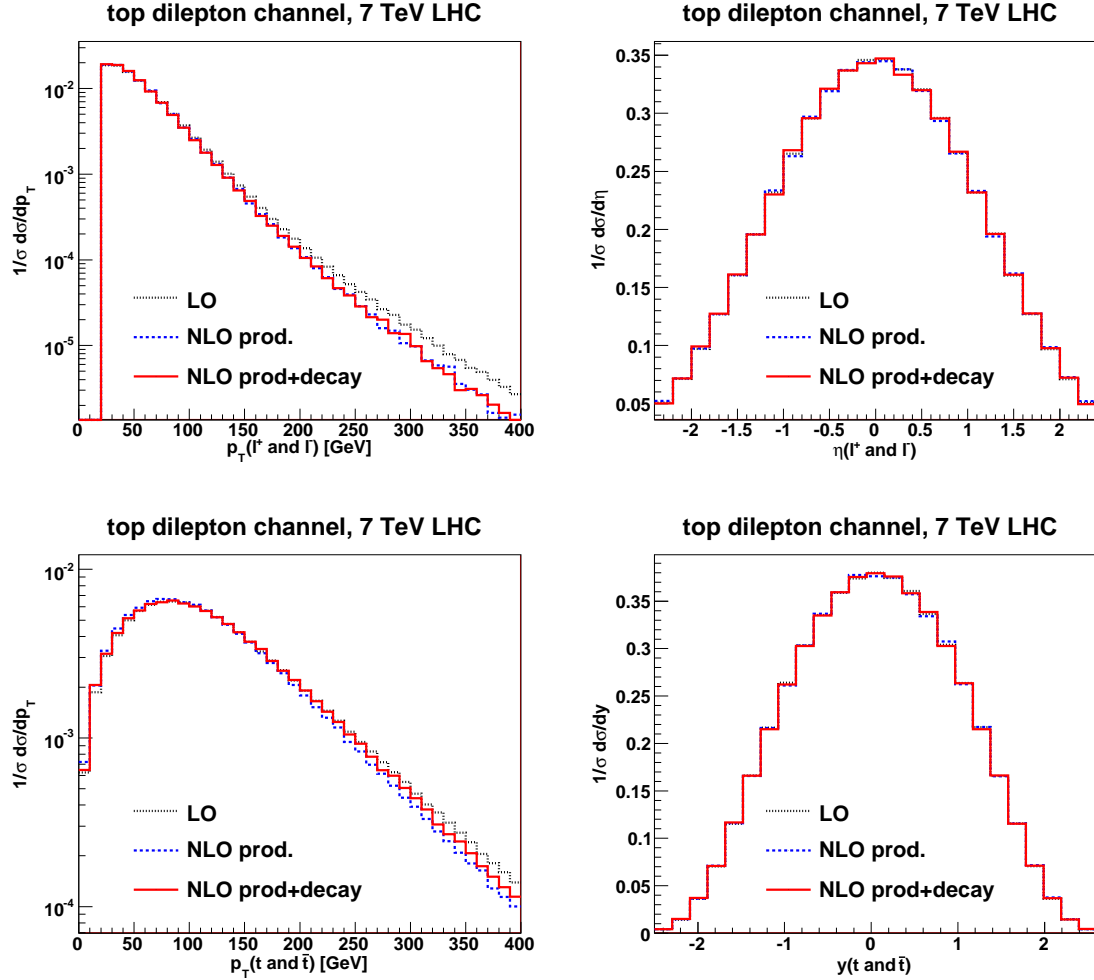 top dilepton channel, 7 TeV LHC
1/σ dσ/dp_T
10⁻²
10⁻³
10⁻⁴
10⁻⁵
LO
NLO prod.
NLO prod+decay
0 50 100 150 200 250 300 350 400
p_T(l⁺ and l⁻) [GeV]
top dilepton channel, 7 TeV LHC
1/σ dσ/dη
0.35
0.3
0.25
0.2
0.15
0.1
0.05
LO
NLO prod.
NLO prod+decay
-2 -1.5 -1 -0.5 0 0.5 1 1.5 2
η(l⁺ and l⁻)
top dilepton channel, 7 TeV LHC
1/σ dσ/dp_T
10⁻²
10⁻³
10⁻⁴
LO
NLO prod.
NLO prod+decay
0 50 100 150 200 250 300 350 400
p_T(t and t̄) [GeV]
top dilepton channel, 7 TeV LHC
1/σ dσ/dy
0.35
0.3
0.25
0.2
0.15
0.1
0.05
0
LO
NLO prod.
NLO prod+decay
-2 -1 0 1 2
y(t and t̄)